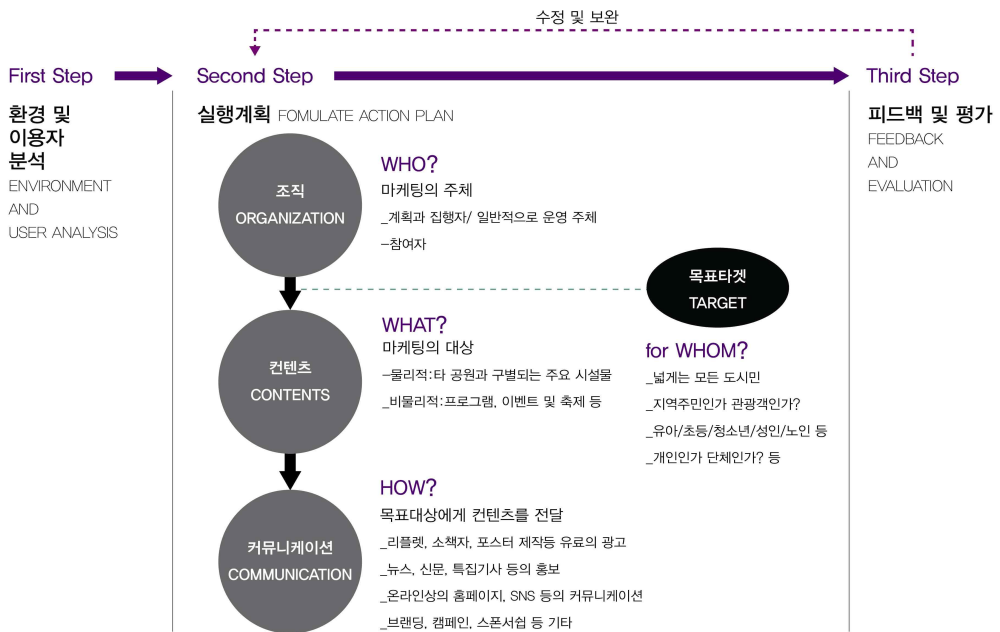 수정 및 보완
First Step
Second Step
Third Step
환경 및
이용자
분석
ENVIRONMENT
AND
USER ANALYSIS
실행계획 FOMULATE ACTION PLAN
조직
ORGANIZATION
WHO?
마케팅의 주체
_계획과 집행자/ 일반적으로 운영 주체
–참여자
목표타겟
TARGET
컨텐츠
CONTENTS
WHAT?
마케팅의 대상
–물리적:타 공원과 구별되는 주요 시설물
_비물리적:프로그램, 이벤트 및 축제 등
for WHOM?
_넓게는 모든 도시민
_지역주민인가 관광객인가?
_유아/초등/청소년/성인/노인 등
_개인인가 단체인가? 등
커뮤니케이션
COMMUNICATION
HOW?
목표대상에게 컨텐츠를 전달
_리플렛, 소책자, 포스터 제작등 유료의 광고
_뉴스, 신문, 특집기사 등의 홍보
_온라인상의 홈페이지, SNS 등의 커뮤니케이션
_브랜딩, 캠페인, 스폰서쉽 등 기타
피드백 및 평가
FEEDBACK
AND
EVALUATION